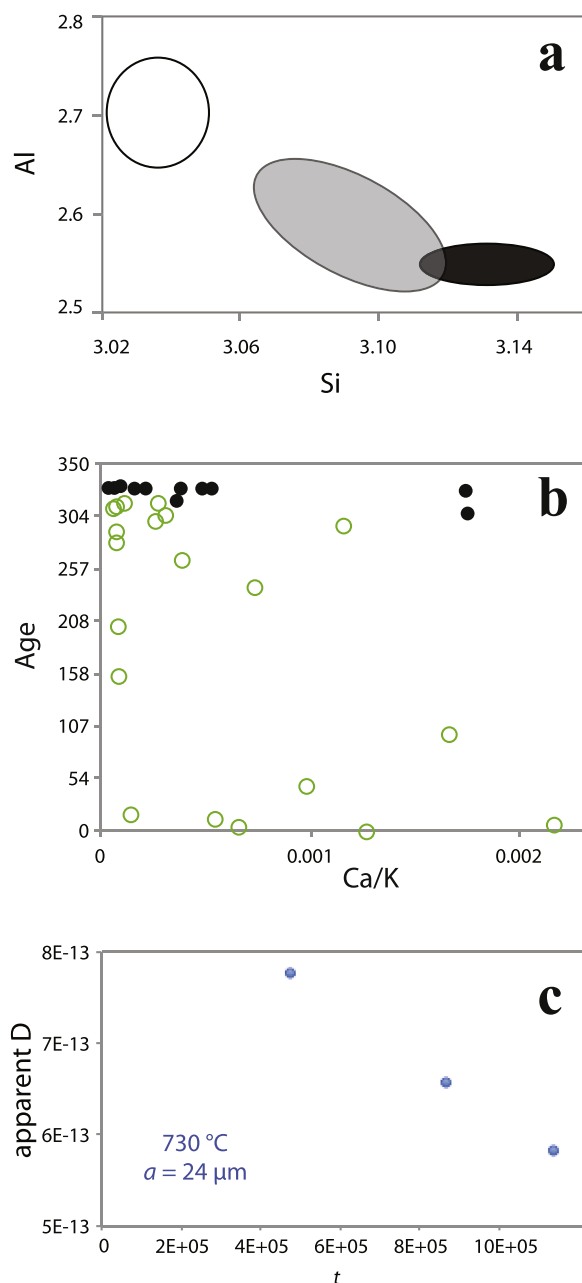 2.8
a
2.7
Al
2.6
2.5
3.02 3.06 3.10 3.14
Si
350
b
304
257
Age
208
158
107
54
0
0 0.001 0.002
Ca/K
8E-13
c
apparent D
7E-13
6E-13
730 °C
a = 24 μm
5E-13
0 2E+05 4E+05 6E+05 8E+05 10E+05
t